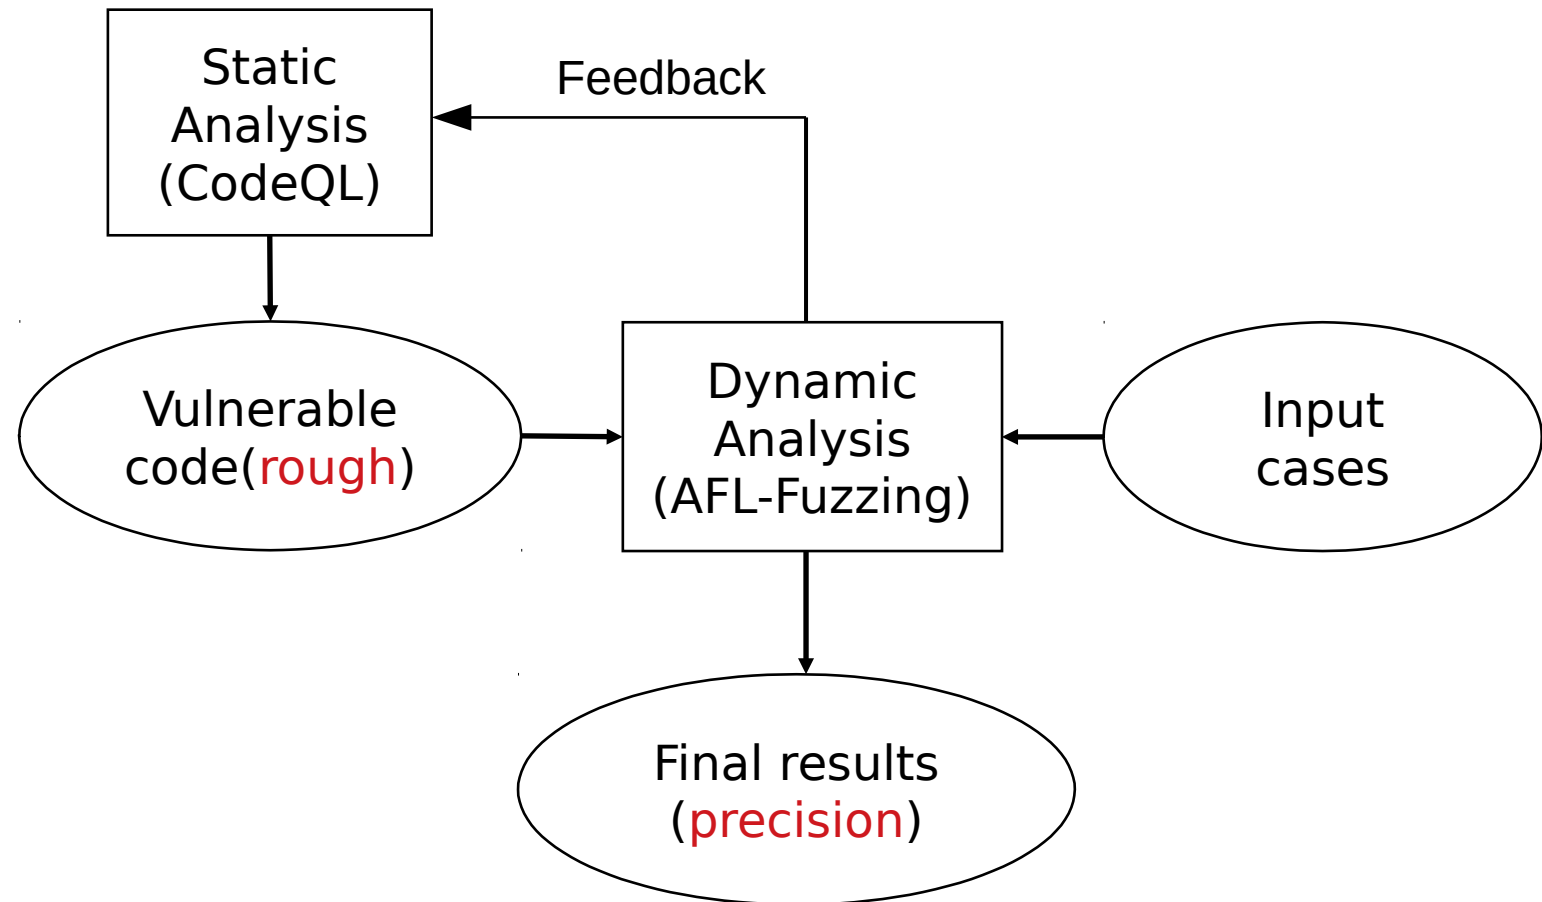 Static
Analysis
(CodeQL)
Feedback
Vulnerable
code(rough)
Dynamic
Analysis
(AFL-Fuzzing)
Input
cases
Final results
(precision)